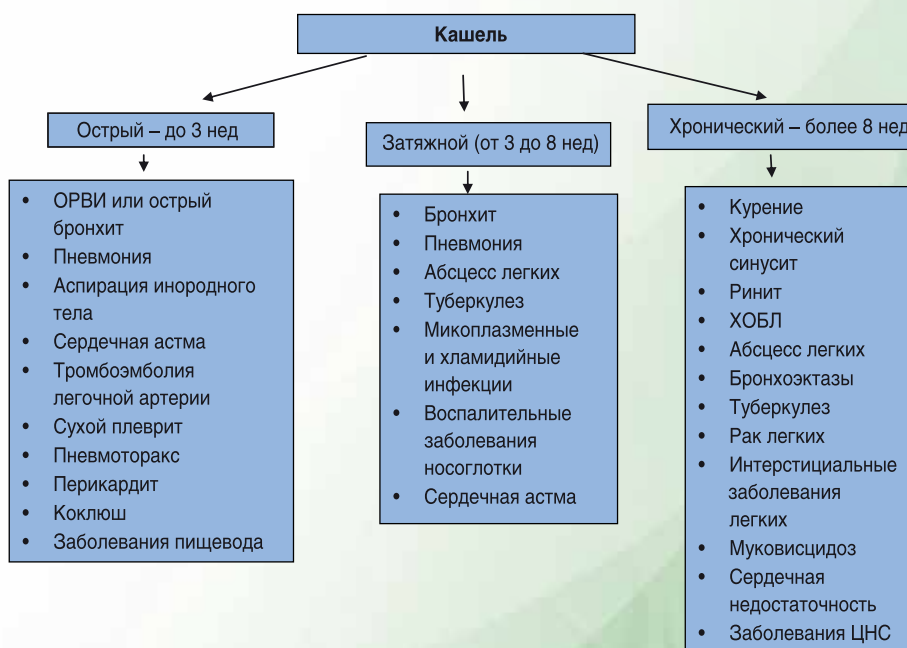 Кашель
Острый – до 3 нед
• ОРВИ или острый
бронхит
• Пневмония
• Аспирация инородного
тела
• Сердечная астма
• Тромбоэмболия
легочной артерии
• Сухой плеврит
• Пневмоторакс
• Перикардит
• Коклюш
• Заболевания пищевода
Затяжной (от 3 до 8 нед)
• Бронхит
• Пневмония
• Абсцесс легких
• Туберкулез
• Микоплазменные
и хламидийные
инфекции
• Воспалительные
заболевания
носоглотки
• Сердечная астма
Хронический – более 8 нед
• Курение
• Хронический
синусит
• Ринит
• ХОБЛ
• Абсцесс легких
• Бронхоэктазы
• Туберкулез
• Рак легких
• Интерстициальные
заболевания
легких
• Муковисцидоз
• Сердечная
недостаточность
• Заболевания ЦНС